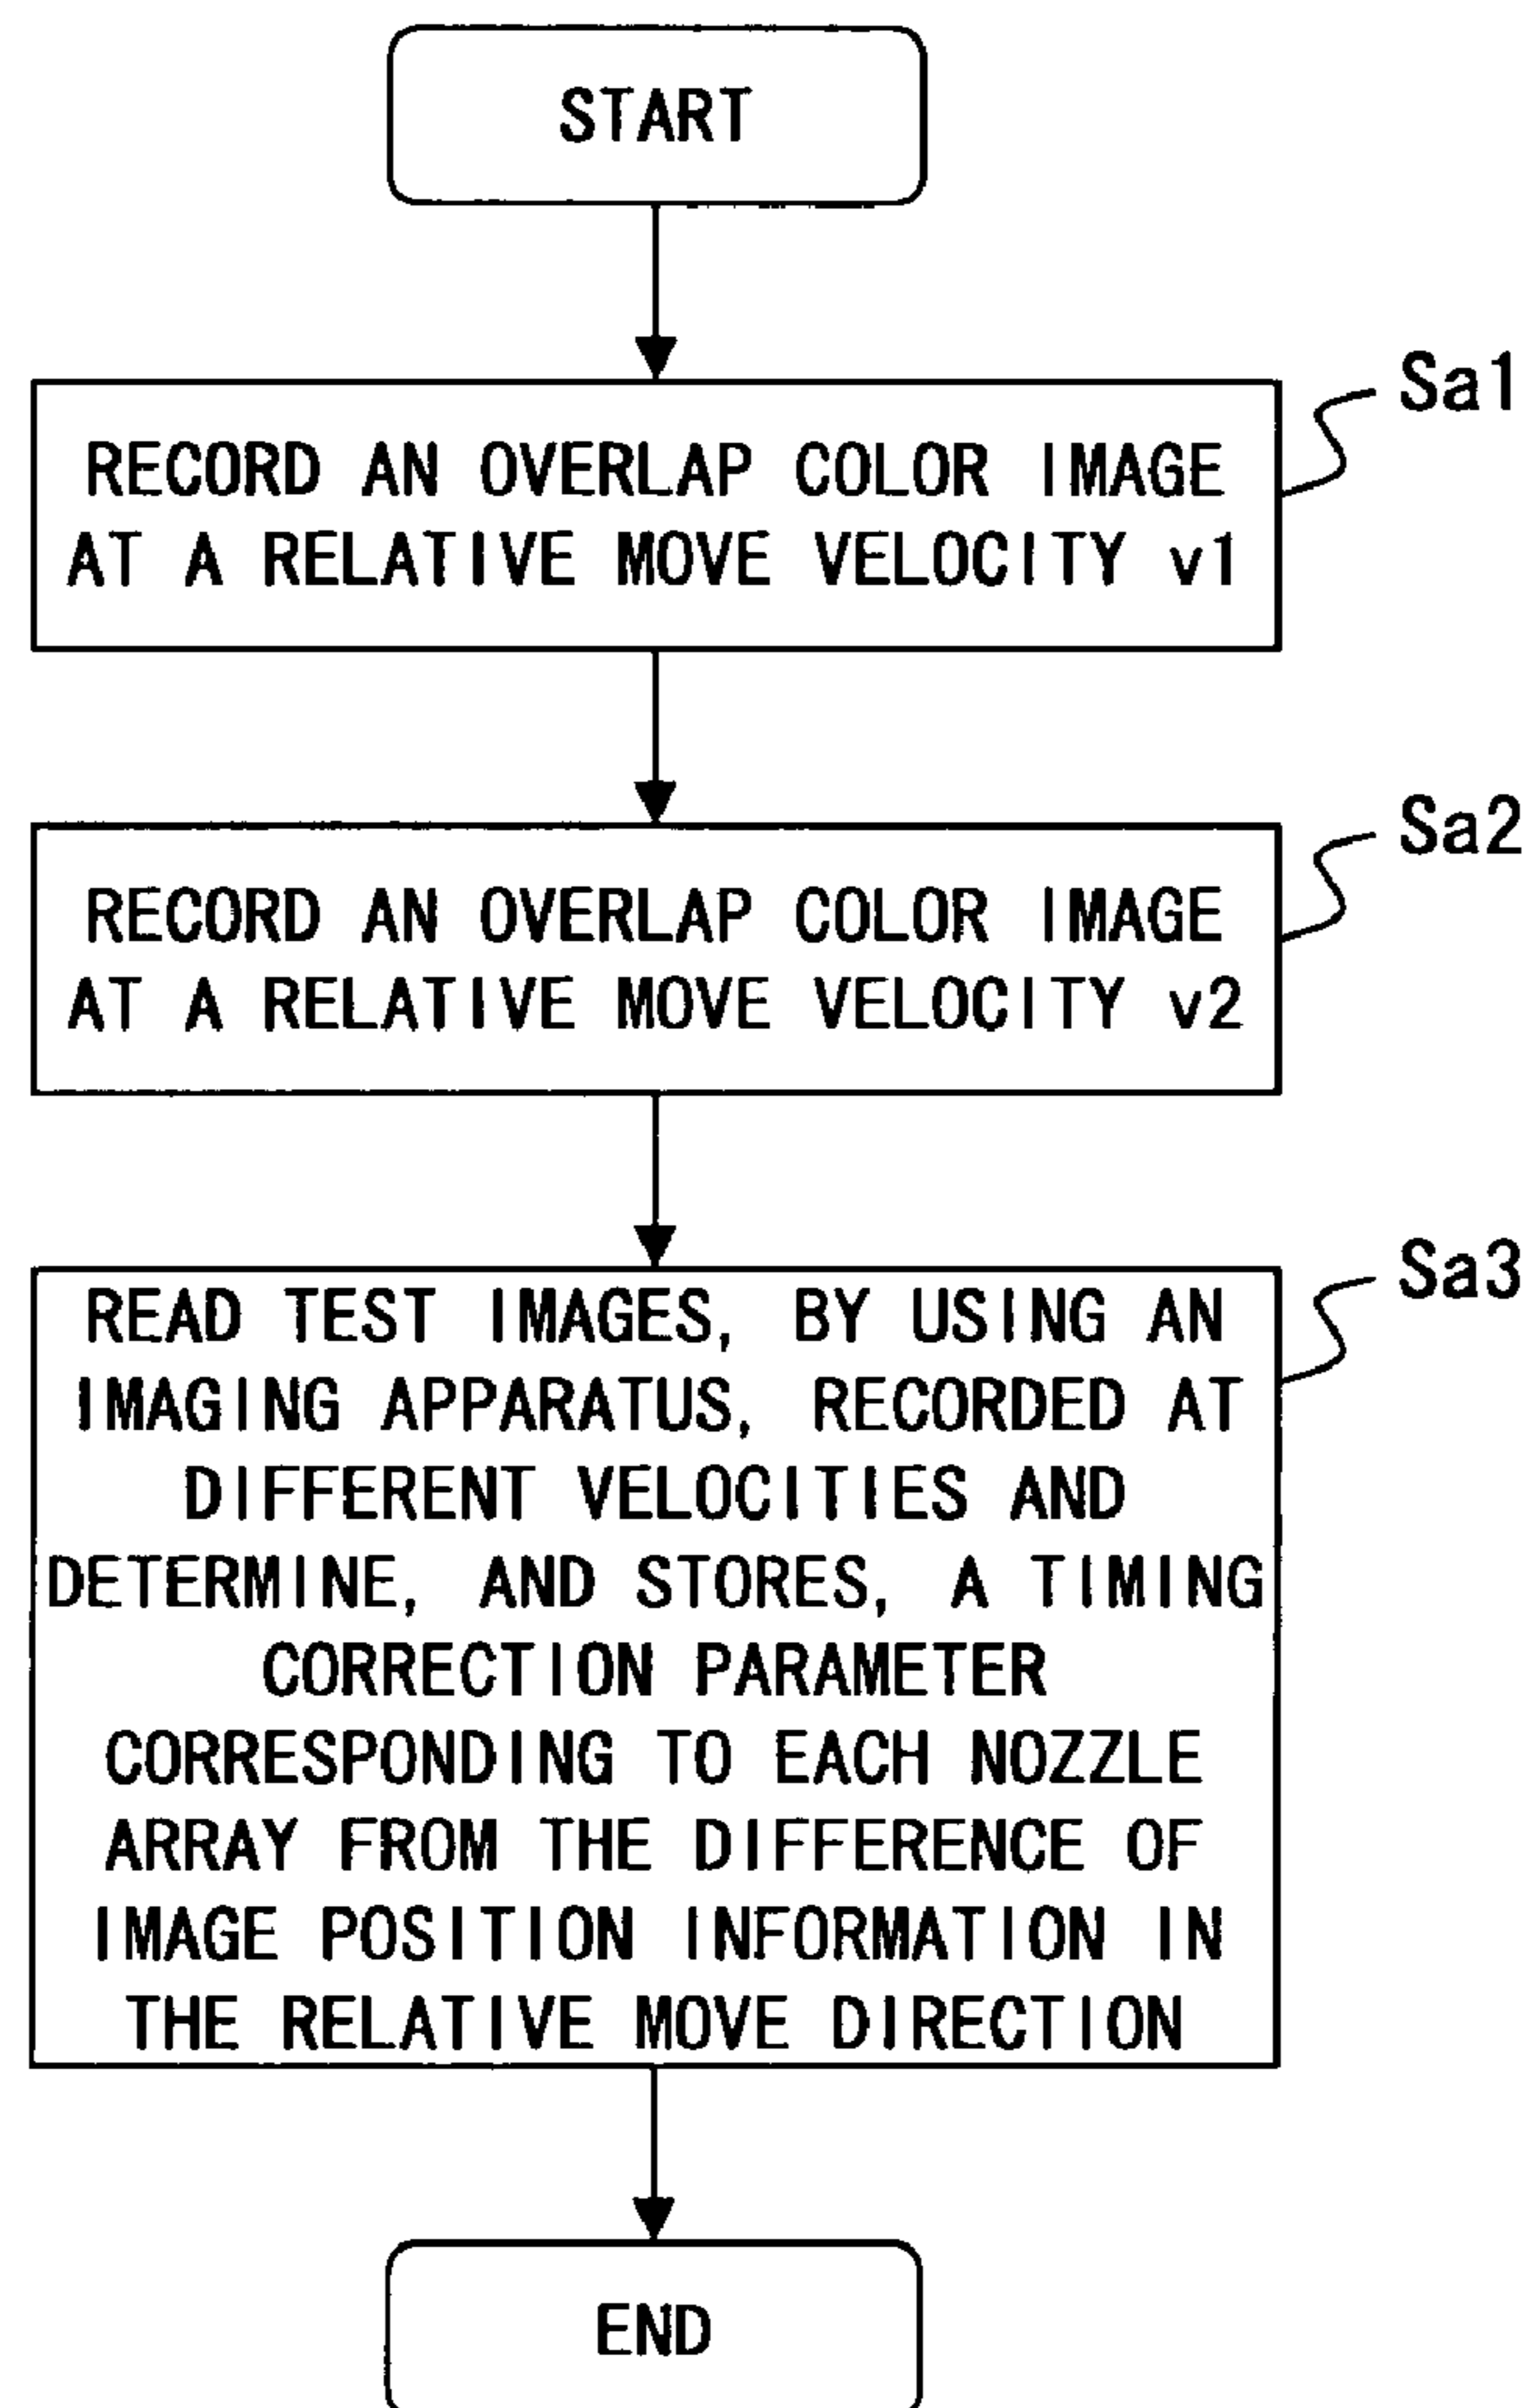 START
Sa1
RECORD AN OVERLAP COLOR IMAGE
AT A RELATIVE MOVE VELOCITY v1
Sa2
RECORD AN OVERLAP COLOR IMAGE
AT A RELATIVE MOVE VELOCITY v2
Sa3
READ TEST IMAGES, BY USING AN
IMAGING APPARATUS, RECORDED AT
DIFFERENT VELOCITIES AND
DETERMINE, AND STORES, A TIMING
CORRECTION PARAMETER
CORRESPONDING TO EACH NOZZLE
ARRAY FROM THE DIFFERENCE OF
IMAGE POSITION INFORMATION IN
THE RELATIVE MOVE DIRECTION
END